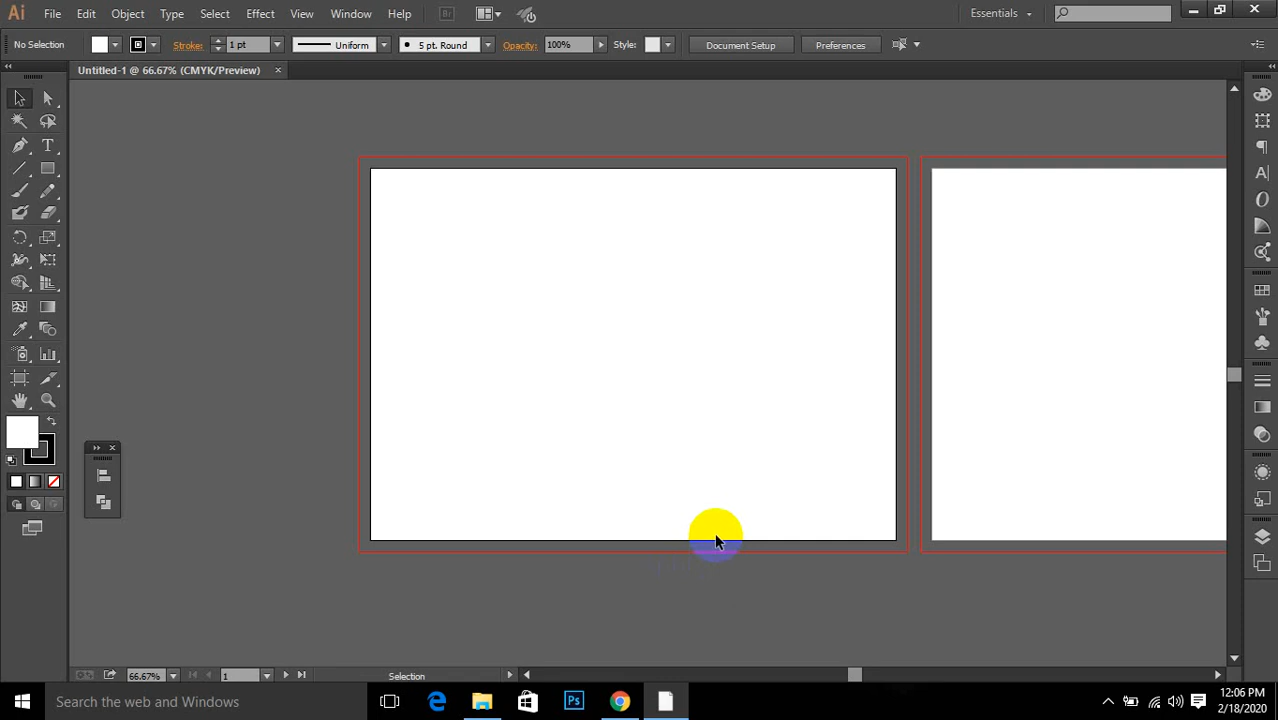 Ai File Edit Object Type Select Effect View Window Help Br Essentials
No Selection Stroke: 1 pt Uniform 5 pt. Round Opacity: 100% Style: Document Setup Preferences
Untitled-1 @ 66.67% (CMYK/Preview) ×
66.67% 1 Selection
Search the web and Windows Ps
12:06 PM
2/18/2020